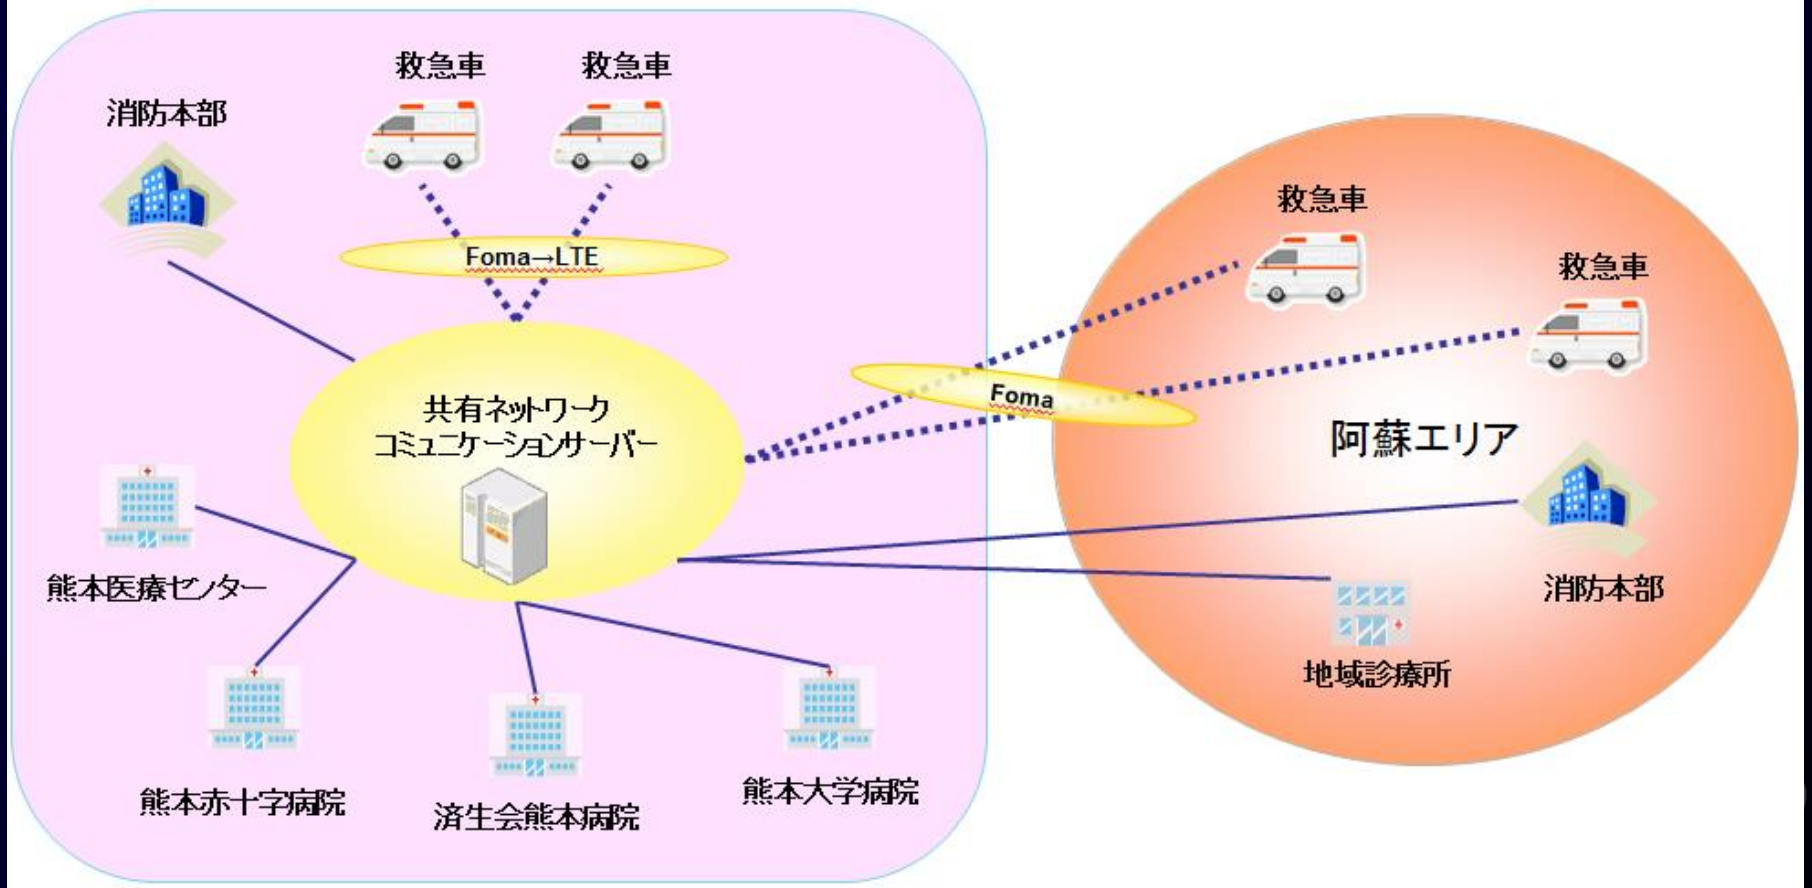 救急車
救急車
消防本部
Foma→LTE
共有ネットワーク
コミュニケーションサーバー
熊本医療センター
熊本赤十字病院
済生会熊本病院
熊本大学病院
Foma
救急車
救急車
阿蘇エリア
消防本部
地域診療所